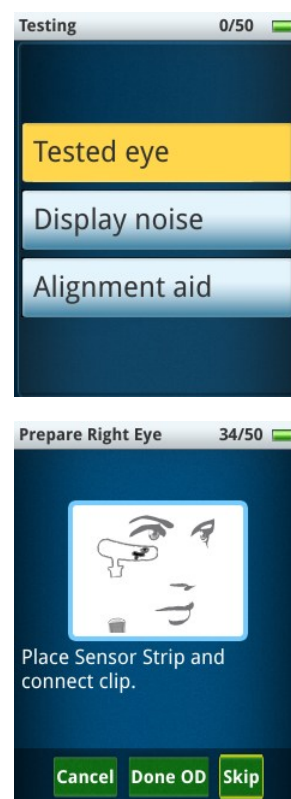 Testing 0/50
Tested eye
Display noise
Alignment aid
Prepare Right Eye 34/50
Place Sensor Strip and
connect clip.
Cancel Done OD Skip